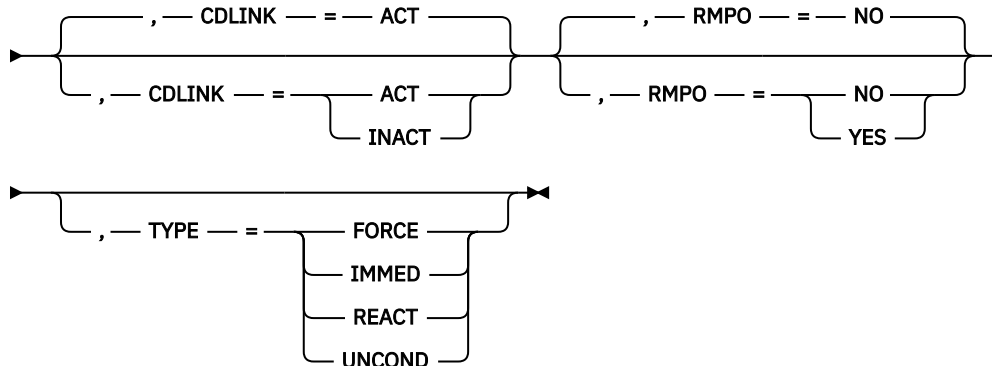 , CDLINK = ACT , RMPO = NO
, CDLINK = ACT , RMPO = NO
INACT YES
, TYPE = FORCE
IMMED
REACT
UNCOND